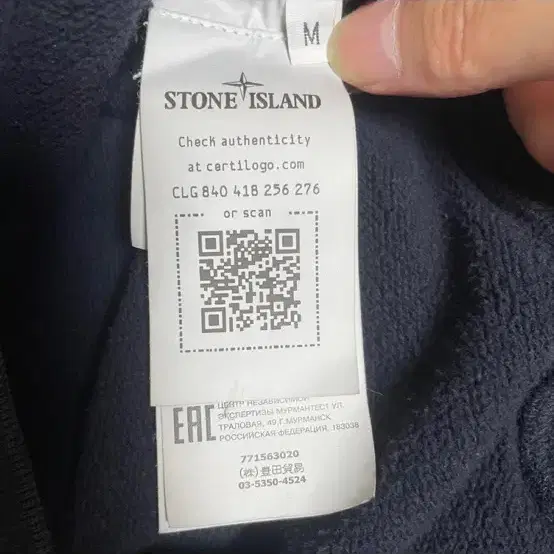 M
STONE ISLAND
Check authenticity
at certilogo.com
CLG 840 418 256 276
or scan
EAC
ЦЕНТР НЕЗАВИСИМОЙ
ЭКСПЕРТИЗЫ МУРМАНТЕСТ УЛ.
ТРАЛОВАЯ, 49,Г.МУРМАНСК,
РОССИЙСКАЯ ФЕДЕРАЦИЯ, 183038
771563020
(株)豊田貿易
03-5350-4524